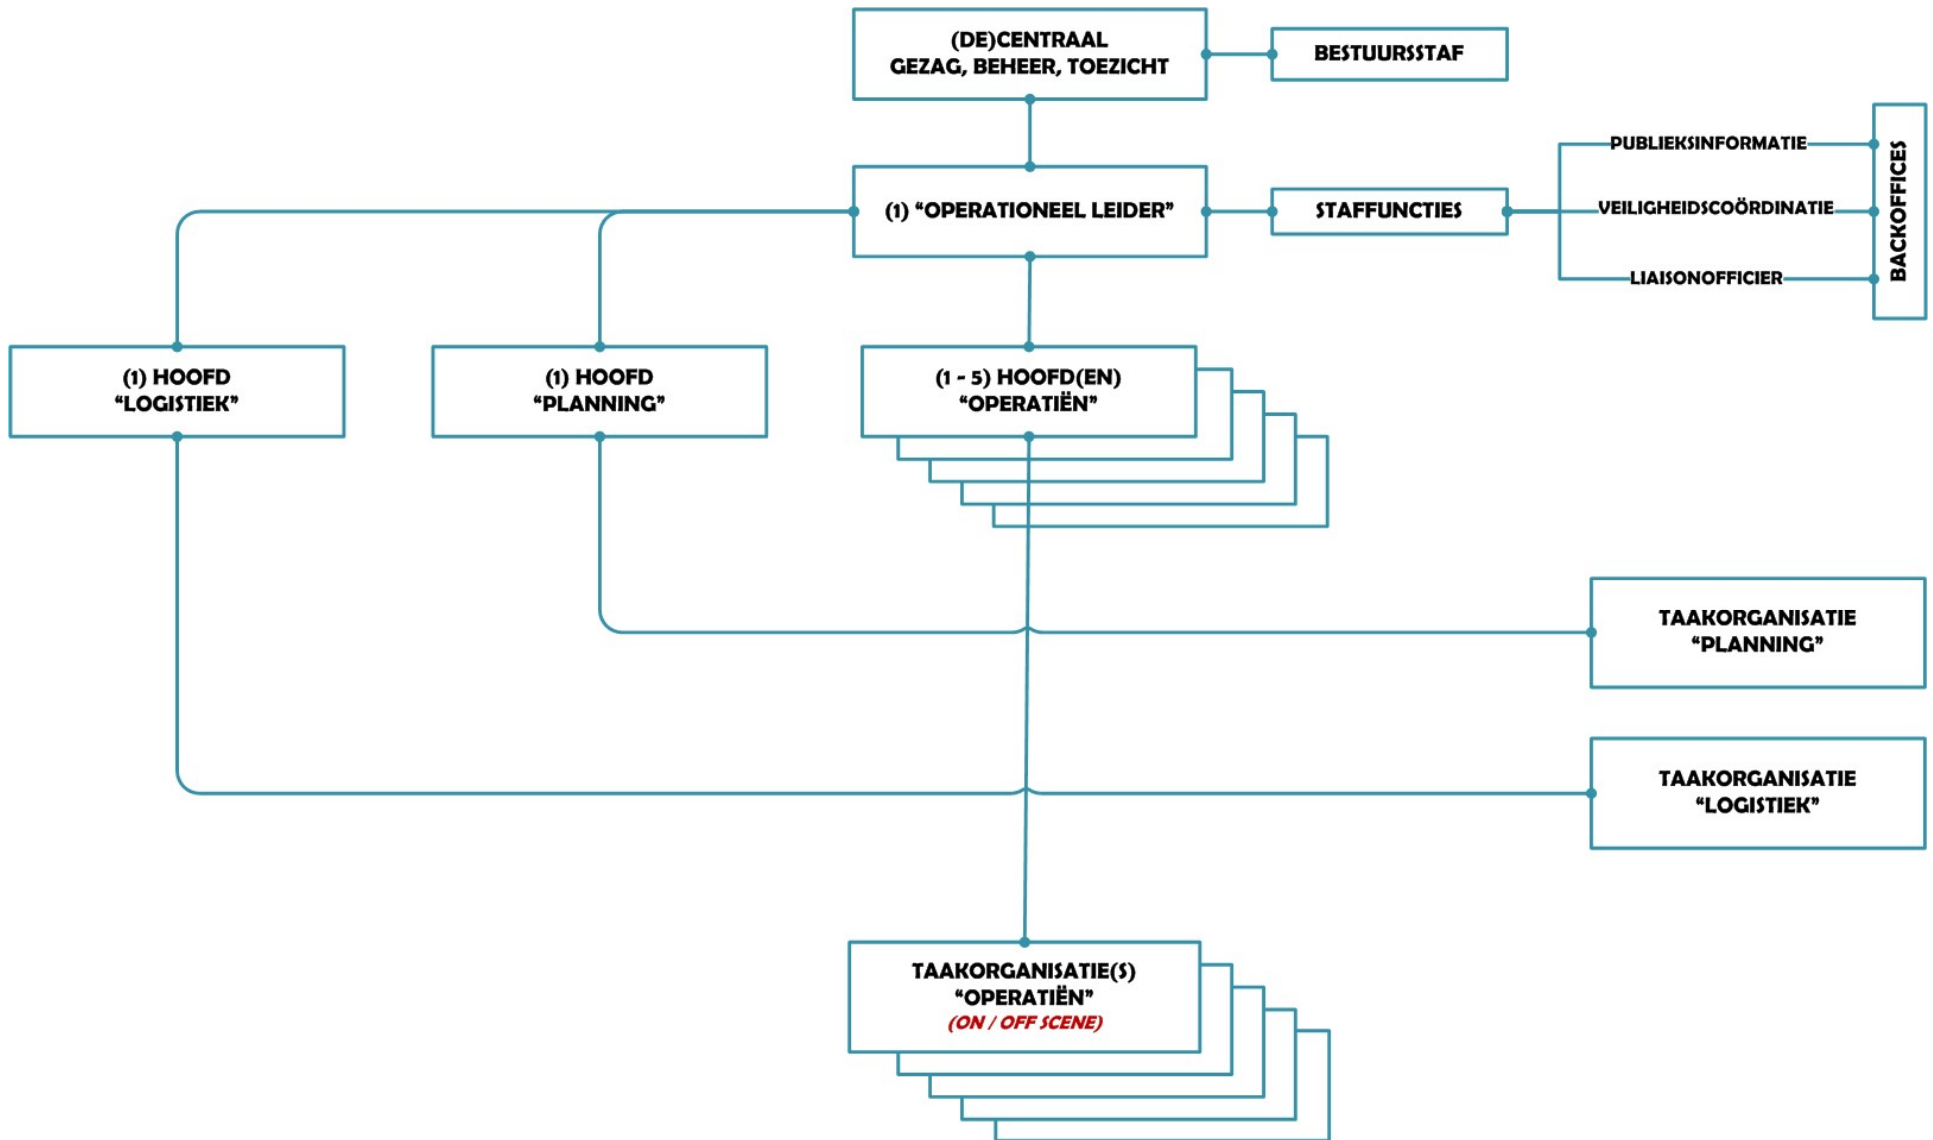 (DE)CENTRAAL
GEZAG, BEHEER, TOEZICHT
BESTUURSSTAF
PUBLIEKSINFORMATIE
(1) “OPERATIONEEL LEIDER”
STAFFUNCTIES
VEILIGHEIDSCOÖRDINATIE
BACKOFFICES
LIAISONOFFICIER
(1) HOOFD
“LOGISTIEK”
(1) HOOFD
“PLANNING”
(1 - 5) HOOFD(EN)
“OPERATIËN”
TAAKORGANISATIE
“PLANNING”
TAAKORGANISATIE
“LOGISTIEK”
TAAKORGANISATIE(S)
“OPERATIËN”
(ON / OFF SCENE)